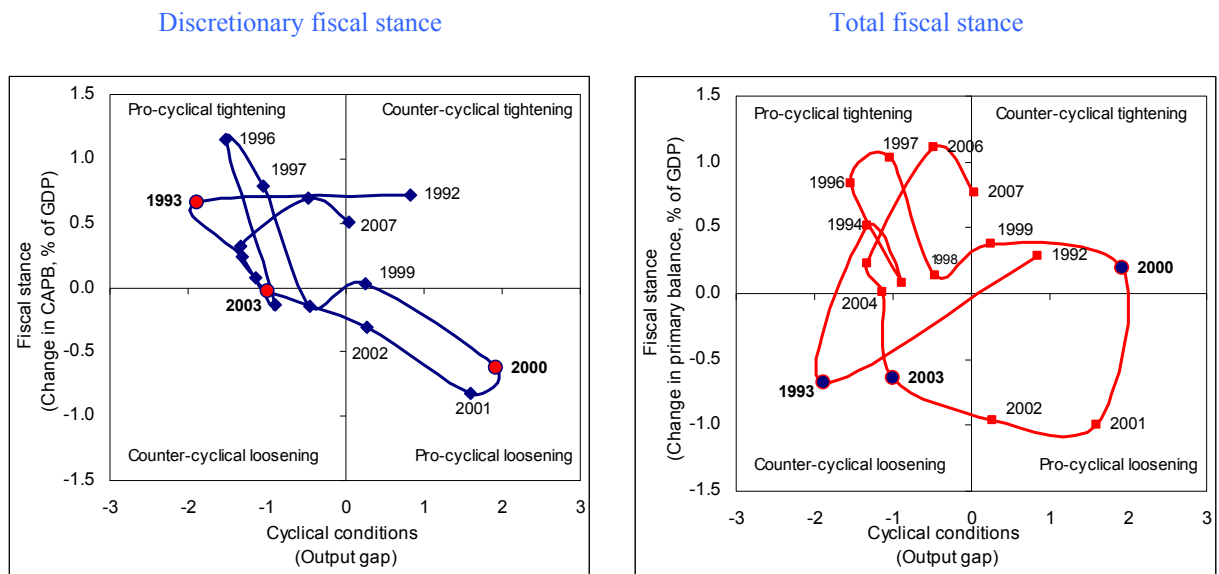 Discretionary fiscal stance
Total fiscal stance
Fiscal stance
(Change in CAPB, % of GDP)
1.5
1.0
0.5
0.0
-0.5
-1.0
-1.5
Pro-cyclical tightening
Counter-cyclical tightening
1996
1997
1993
1992
2007
1999
2003
2002
2000
2001
Counter-cyclical loosening
Pro-cyclical loosening
-3
-2
-1
0
1
2
3
Cyclical conditions
(Output gap)
Fiscal stance
(Change in primary balance, % of GDP)
1.5
1.0
0.5
0.0
-0.5
-1.0
-1.5
Pro-cyclical tightening
Counter-cyclical tightening
1997
2006
1996
2007
1994
1999
1998
1992
2000
2004
2003
1993
2002
2001
Counter-cyclical loosening
Pro-cyclical loosening
-3
-2
-1
0
1
2
3
Cyclical conditions
(Output gap)